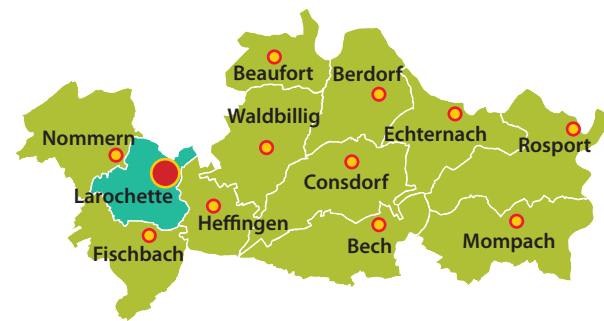 Beaufort
Berdorf
Waldbillig
Echternach
Nommern
Rosport
Consdorf
Larochette
Heffingen
Bech
Mompach
Fischbach